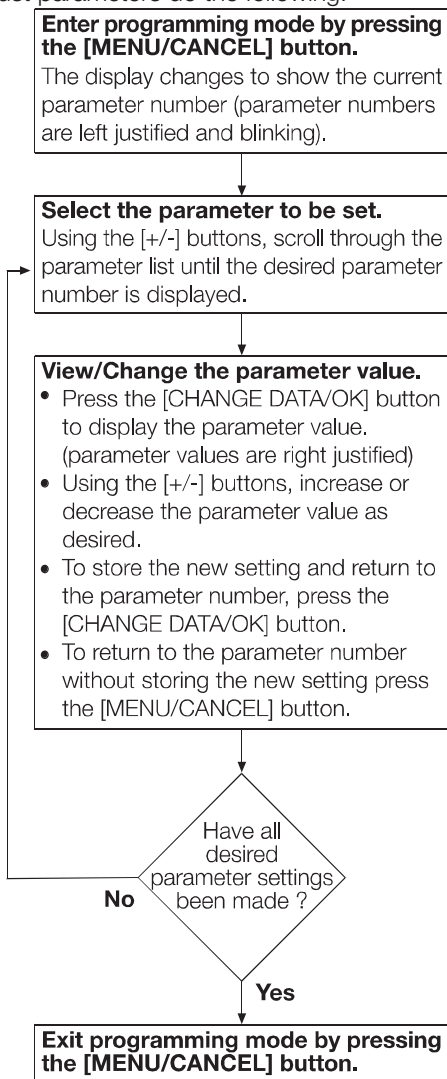 Enter programming mode by pressing
the [MENU/CANCEL] button.
The display changes to show the current
parameter number (parameter numbers
are left justified and blinking).
Select the parameter to be set.
Using the [+/-] buttons, scroll through the
parameter list until the desired parameter
number is displayed.
View/Change the parameter value.
• Press the [CHANGE DATA/OK] button
to display the parameter value.
(parameter values are right justified)
• Using the [+/-] buttons, increase or
decrease the parameter value as
desired.
• To store the new setting and return to
the parameter number, press the
[CHANGE DATA/OK] button.
• To return to the parameter number
without storing the new setting press
the [MENU/CANCEL] button.
Have all
desired
parameter settings
been made ?
No
Yes
Exit programming mode by pressing
the [MENU/CANCEL] button.